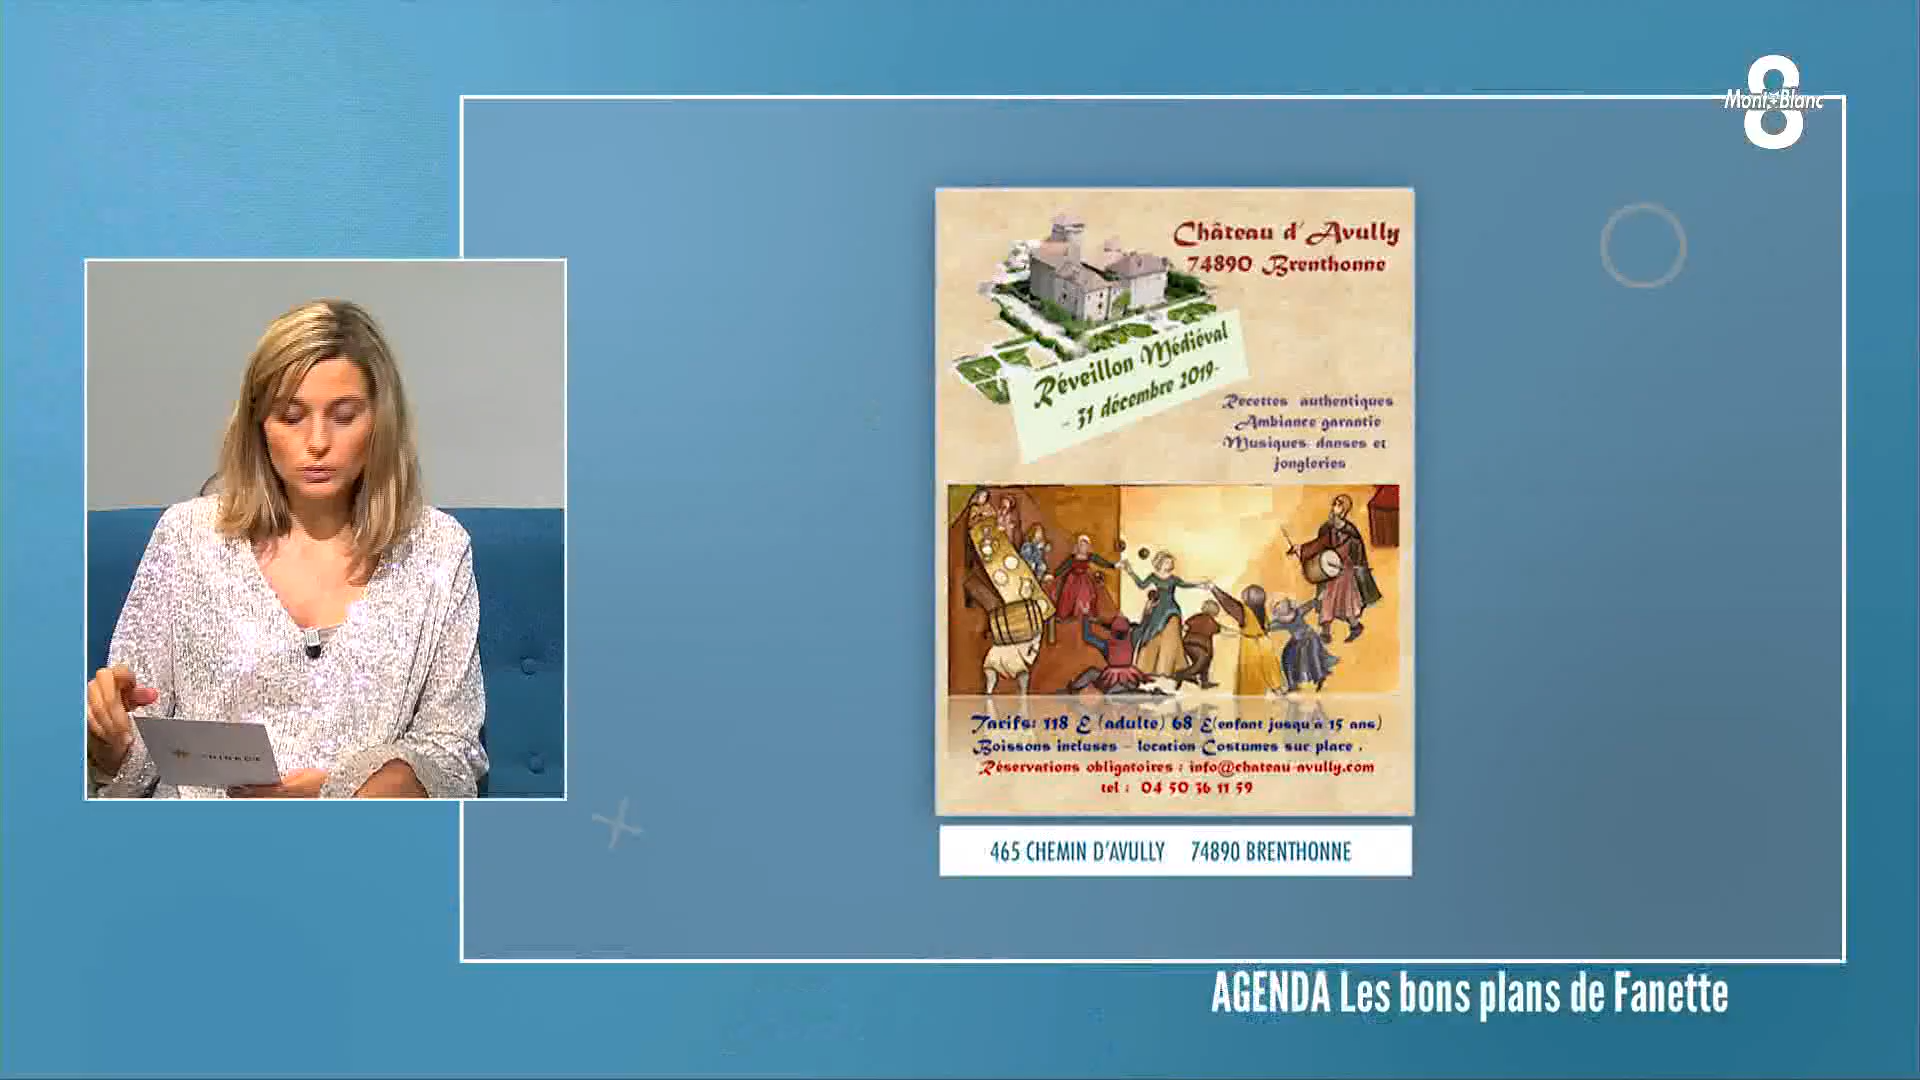 8
Mont-Blanc
Château d'Avully
74890 Brenthonne
Réveillon Médiéval
- 31 décembre 2019-
Recettes authentiques
Ambiance garantie
Musiques danses et
jongleries
Tarifs: 118 € (adulte) 68 €(enfant jusqu'à 15 ans)
Boissons incluses - location Costumes sur place .
Réservations obligatoires : info@chateau-avully.com
tel : 04 50 36 11 59
465 CHEMIN D'AVULLY 74890 BRENTHONNE
AGENDA Les bons plans de Fanette